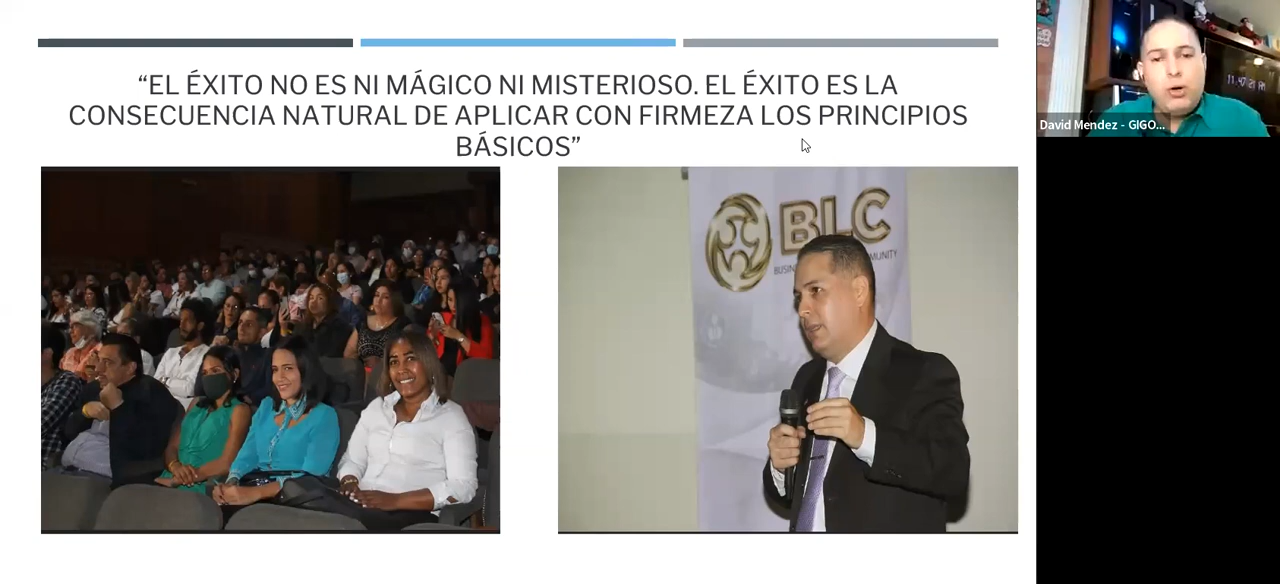 “EL ÉXITO NO ES NI MÁGICO NI MISTERIOSO. EL ÉXITO ES LA
CONSECUENCIA NATURAL DE APLICAR CON FIRMEZA LOS PRINCIPIOS
BÁSICOS”
BLC
David Mendez - GIGO...